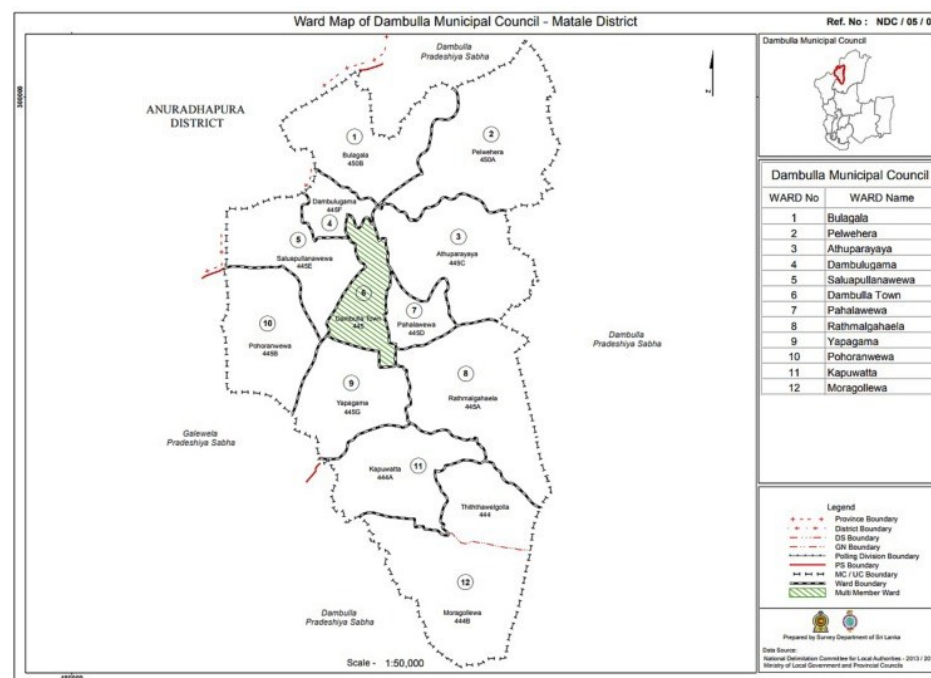 Ward Map of Dambulla Municipal Council - Matale District
Ref. No : NDC / 05 / 0
Dambulla
Pradeshiya Sabha
ANURADHAPURA
DISTRICT
1
Bulagala
450B
2
Pelwehera
450A
Dambulugama
445F
4
5
Saluapullanawewa
445E
3
Athuparayaya
445C
6
Dambulla Town
445
7
Pahalawewa
445D
10
Pohoranwewa
445B
Dambulla
Pradeshiya Sabha
8
Rathmalgahaela
445A
9
Yapagama
445G
Galewela
Pradeshiya Sabha
Kapuwatta
444A
11
Thiththawelgolla
444
12
Moragollewa
444B
Dambulla
Pradeshiya Sabha
Scale - 1:50,000
Dambulla Municipal Council
Dambulla Municipal Council
WARD No WARD Name
1 Bulagala
2 Pelwehera
3 Athuparayaya
4 Dambulugama
5 Saluapullanawewa
6 Dambulla Town
7 Pahalawewa
8 Rathmalgahaela
9 Yapagama
10 Pohoranwewa
11 Kapuwatta
12 Moragollewa
Legend
Province Boundary
District Boundary
DS Boundary
GN Boundary
Polling Division Boundary
PS Boundary
MC / UC Boundary
Ward Boundary
Multi Member Ward
Prepared by Survey Department of Sri Lanka
Data Source:
National Delimitation Committee for Local Authorities - 2013 / 20
Ministry of Local Government and Provincial Councils